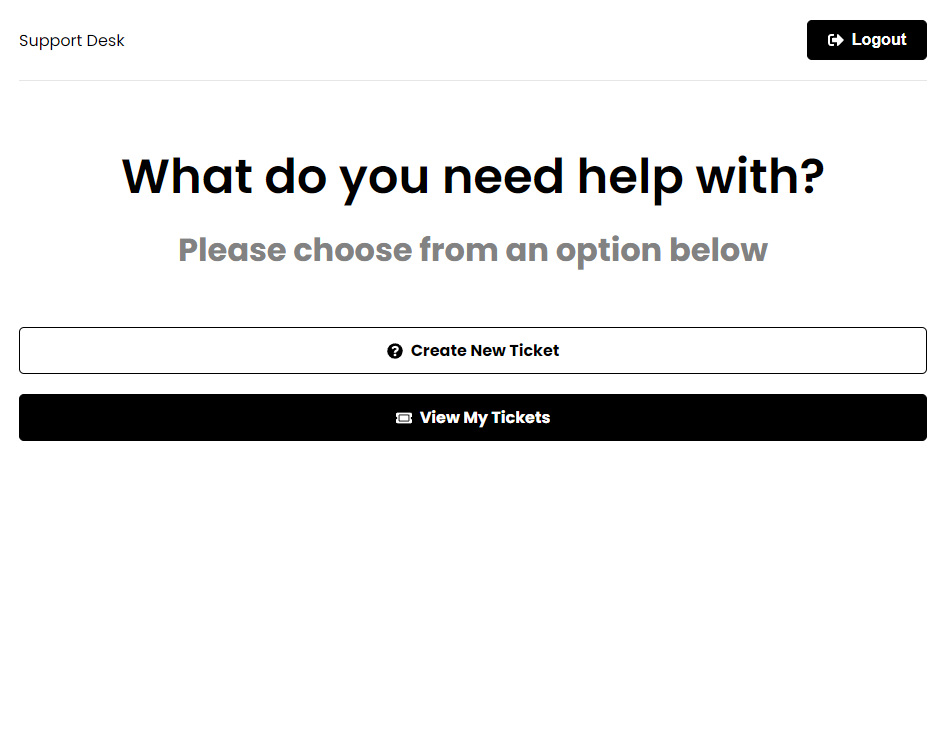 Support Desk
Logout
What do you need help with?
Please choose from an option below
Create New Ticket
View My Tickets